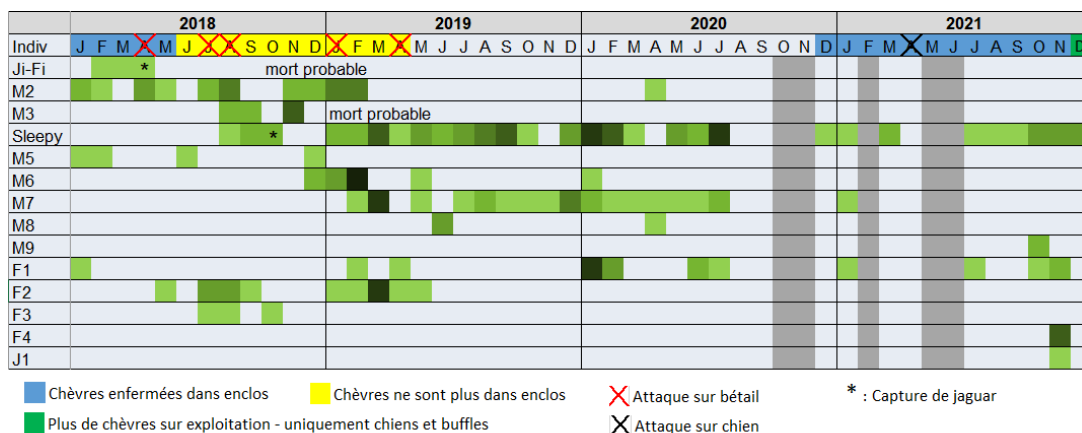 2018 2019 2020 2021
Indiv J F M A M J J A S O N D J F M A M J J A S O N D J F M A M J J A S O N D J F M A M J J A S O N D
Ji-Fi * mort probable
M2
M3 mort probable
Sleepy *
M5
M6
M7
M8
M9
F1
F2
F3
F4
J1
Chèvres enfermées dans enclos Chèvres ne sont plus dans enclos Attaque sur bétail * : Capture de jaguar
Plus de chèvres sur exploitation - uniquement chiens et buffles Attaque sur chien